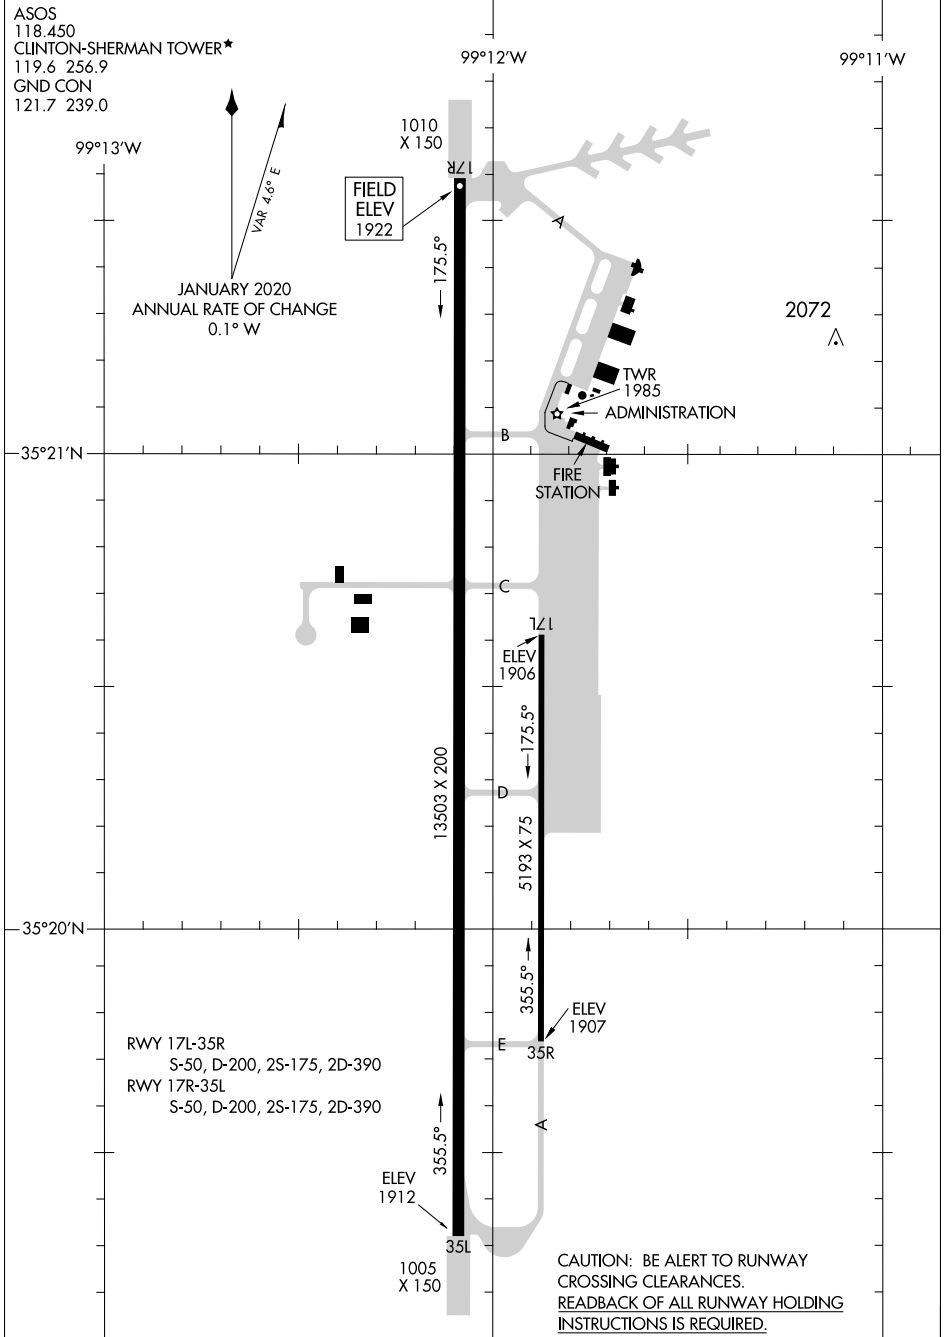 ASOS
118.450
CLINTON-SHERMAN TOWER★
119.6 256.9
GND CON
121.7 239.0
99°13'W
99°12'W
99°11'W
VAR 4.6° E
JANUARY 2020
ANNUAL RATE OF CHANGE
0.1° W
1010
X 150
17R
FIELD
ELEV
1922
175.5°
A
2072
TWR
1985
ADMINISTRATION
B
35°21'N
FIRE
STATION
C
17L
ELEV
1906
175.5°
13503 X 200
D
5193 X 75
35°20'N
355.5°
ELEV
1907
E
35R
RWY 17L-35R
S-50, D-200, 2S-175, 2D-390
RWY 17R-35L
S-50, D-200, 2S-175, 2D-390
355.5°
A
ELEV
1912
35L
1005
X 150
CAUTION: BE ALERT TO RUNWAY
CROSSING CLEARANCES.
READBACK OF ALL RUNWAY HOLDING
INSTRUCTIONS IS REQUIRED.